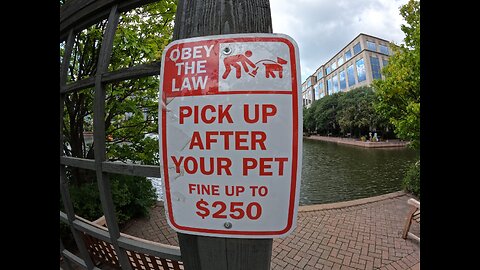 OBEY
THE
LAW
PICK UP
AFTER
YOUR PET
FINE UP TO
$250